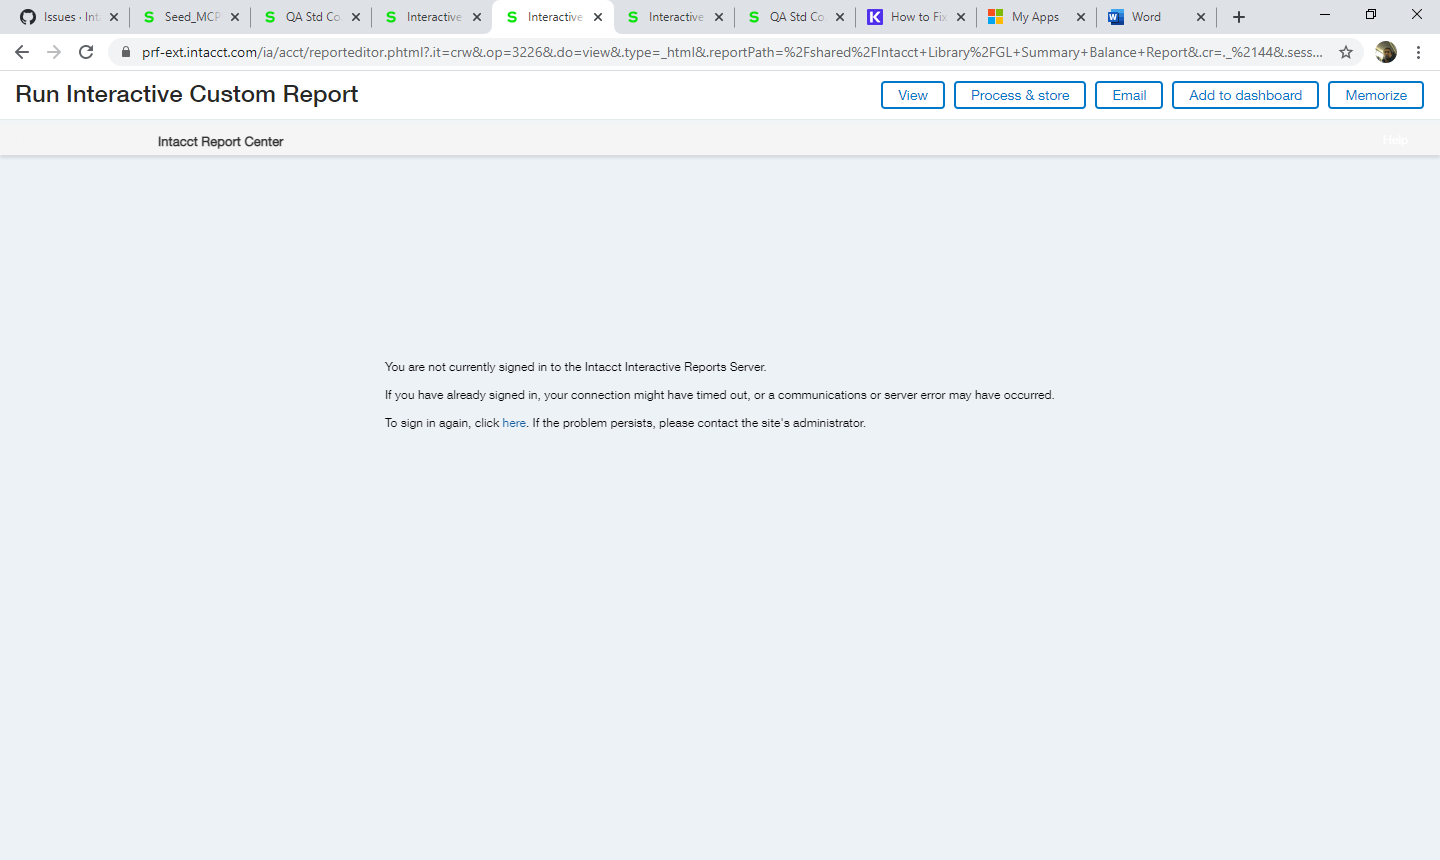 Issues · Int
Seed_MCP
QA Std Co
Interactive
Interactive
Interactive
QA Std Co
How to Fix
My Apps
Word
prf-ext.intacct.com/ia/acct/reporteditor.phtml?.it=crw&.op=3226&.do=view&.type=_html&.reportPath=%2Fshared%2FIntacct+Library%2FGL+Summary+Balance+Report&.cr=._%2144&.sess...
Run Interactive Custom Report
View
Process & store
Email
Add to dashboard
Memorize
Intacct Report Center
Help
You are not currently signed in to the Intacct Interactive Reports Server.
If you have already signed in, your connection might have timed out, or a communications or server error may have occurred.
To sign in again, click here. If the problem persists, please contact the site's administrator.